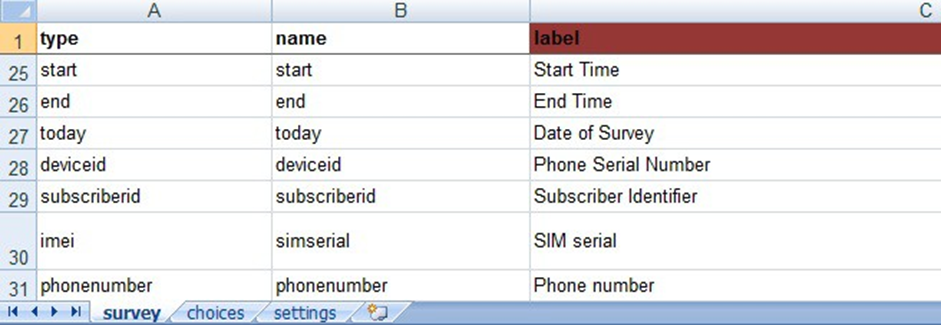 A B C
1 type name label
25 start start Start Time
26 end end End Time
27 today today Date of Survey
28 deviceid deviceid Phone Serial Number
29 subscriberid subscriberid Subscriber Identifier
30 imei simserial SIM serial
31 phonenumber phonenumber Phone number
survey choices settings